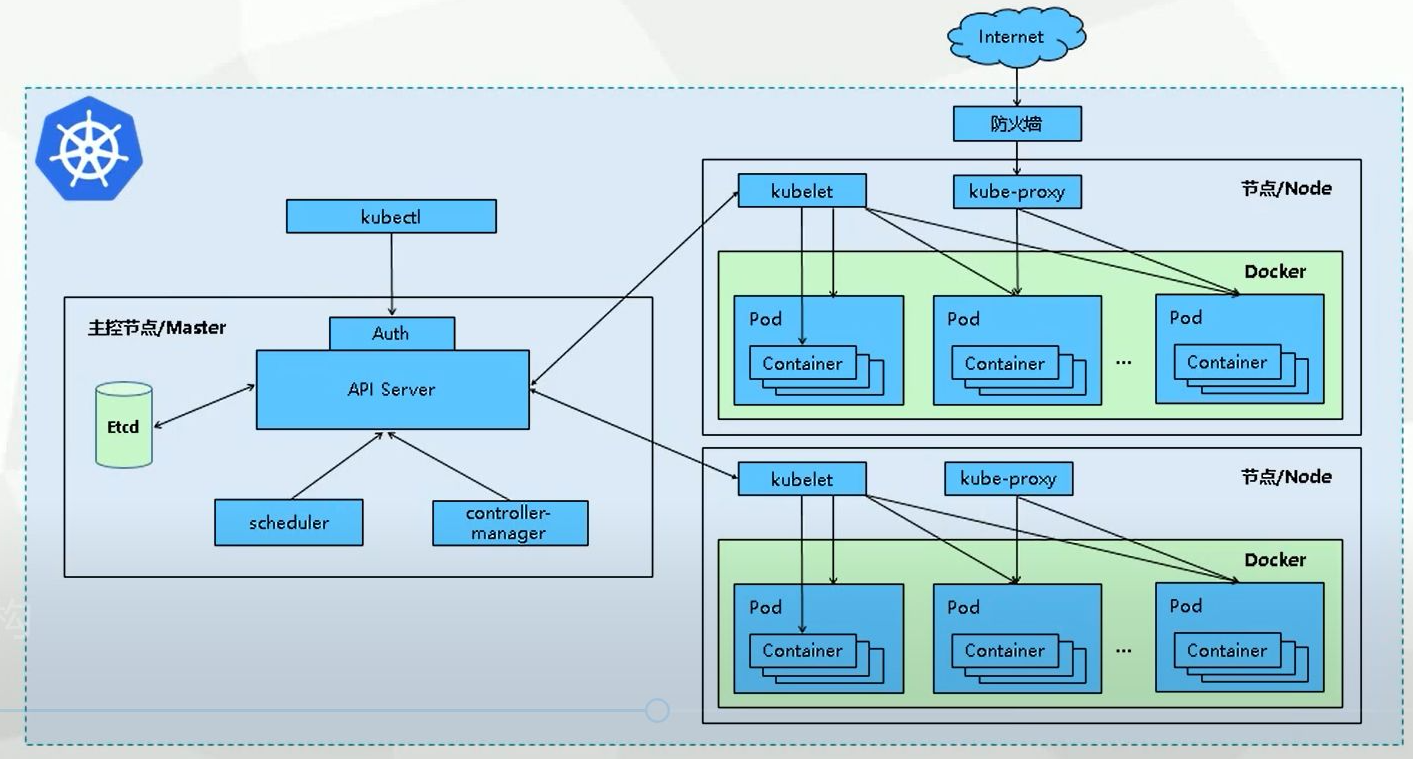 Internet
防火墙
kubelet
kube-proxy
节点/Node
kubectl
Docker
主控节点/Master
Auth
Pod
Pod
...
Pod
Container
Container
Container
API Server
Etcd
kubelet
kube-proxy
节点/Node
scheduler
controller-
manager
Docker
Pod
Pod
...
Pod
Container
Container
Container
构